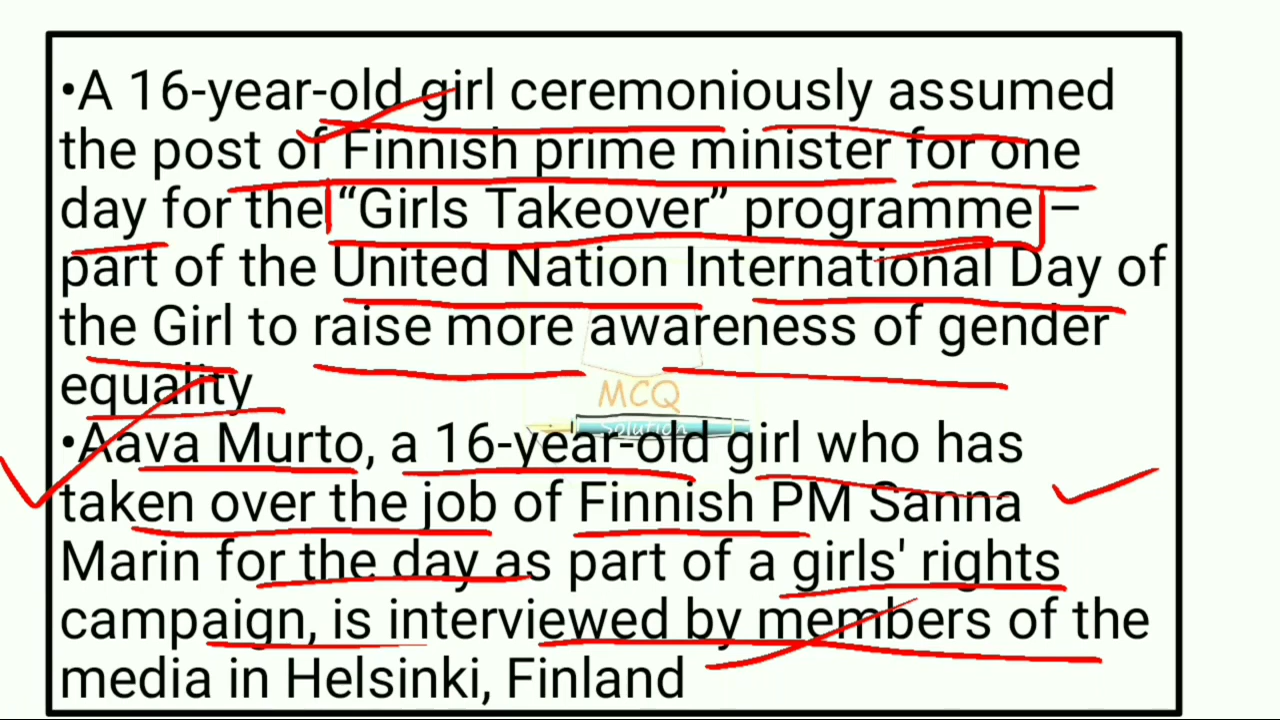 •A 16-year-old girl ceremoniously assumed
the post of Finnish prime minister for one
day for the “Girls Takeover” programme –
part of the United Nation International Day of
the Girl to raise more awareness of gender
equality
MCQ
Solution
•Aava Murto, a 16-year-old girl who has
taken over the job of Finnish PM Sanna
Marin for the day as part of a girls' rights
campaign, is interviewed by members of the
media in Helsinki, Finland